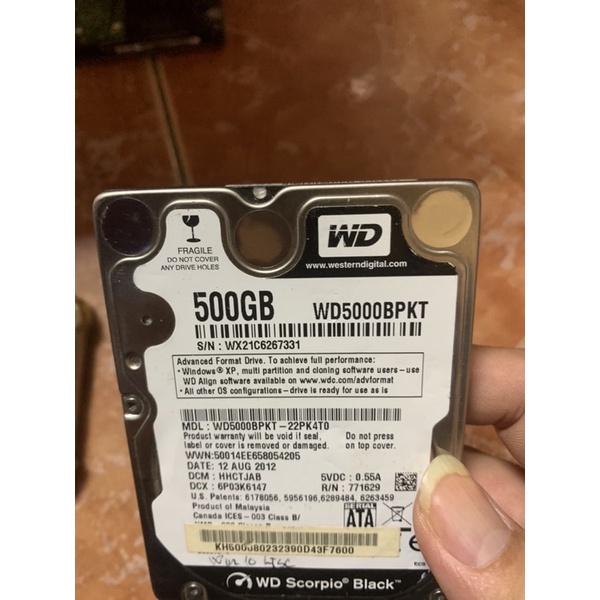 FRAGILE
DO NOT COVER
ANY DRIVE HOLES
WD
www.westerndigital.com
500GB WD5000BPKT
S/N : WX21C6267331
Advanced Format Drive. To achieve full performance:
• Windows® XP, multi partition and cloning software users - use
WD Align software available on www.wdc.com/advformat
• All other OS configurations - drive is ready for use as is
MDL : WD5000BPKT-22PK4T0
Product warranty will be void if seal, Do not press
label or cover is removed or damaged. on top cover.
WWN:50014EE658054205
DATE: 12 AUG 2012
DCM : HHCTJAB 5VDC : 0.55A
DCX : 6P03K6147 R/N : 771629
U.S. Patents: 6178056, 5956196,6289484, 6263459
Product of Malaysia
Canada ICES - 003 Class B/
SERIAL
ATA
WD Scorpio® Black™